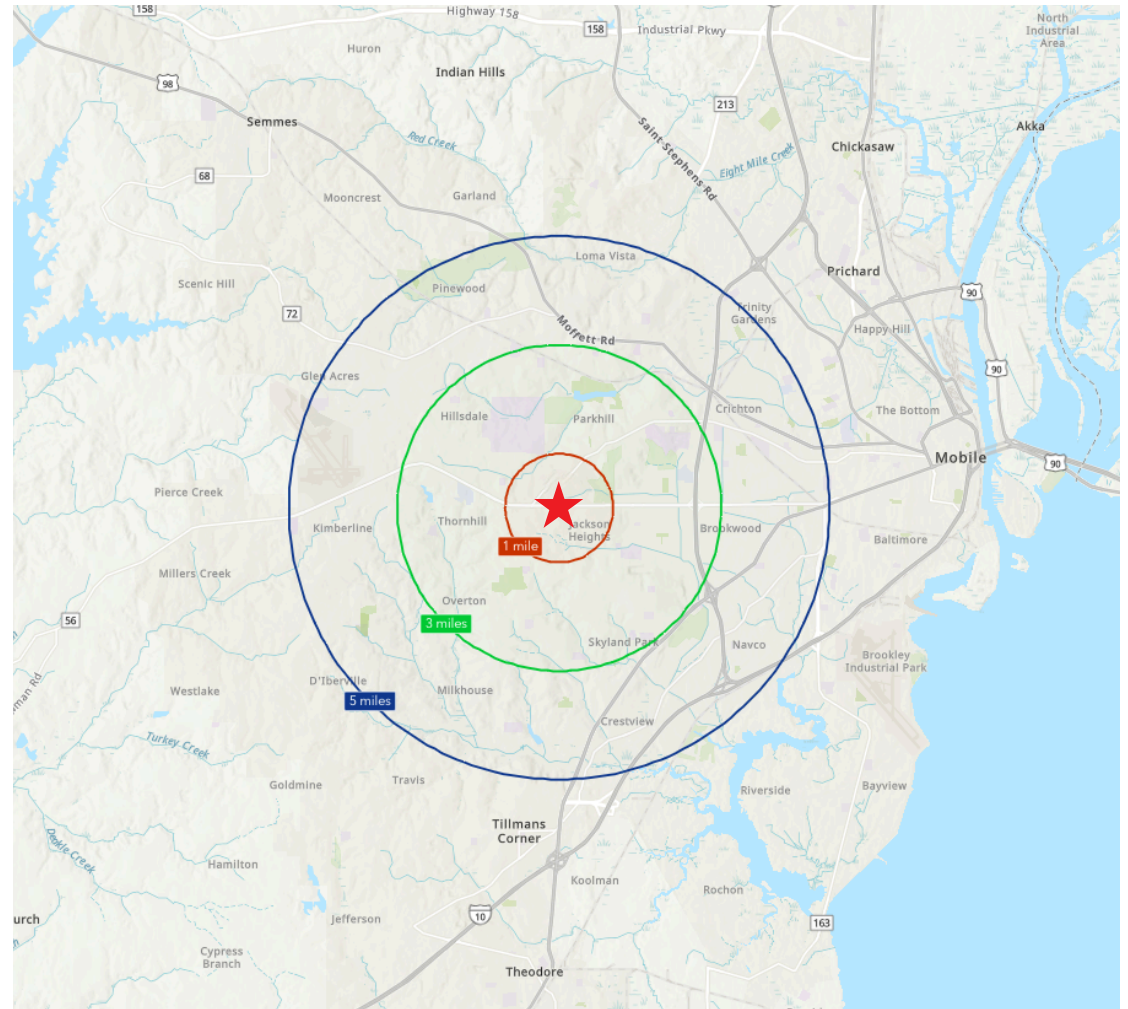 158
Highway 158
158
Industrial Pkwy
North
Industrial
Area
Huron
Indian Hills
98
213
Semmes
Saint Stephens Rd
Akka
Red Creek
Chickasaw
Eight Mile Creek
68
Mooncrest
Garland
Loma Vista
Prichard
Scenic Hill
Pinewood
90
72
Trinity
Gardens
Happy Hill
Moffett Rd
90
Glen Acres
Hillsdale
Parkhill
Crichton
The Bottom
Mobile
90
Pierce Creek
Kimberline
Thornhill
Jackson
Heights
Brookwood
Baltimore
1 mile
Millers Creek
Overton
56
3 miles
Skyland Park
Navco
Brookley
Industrial Park
D'Iberville
Westlake
Milkhouse
man Rd
5 miles
Crestview
Turkey Creek
Goldmine
Travis
Riverside
Bayview
Tillmans
Corner
Deakle Creek
Hamilton
Koolman
Rochon
urch
Jefferson
10
163
Cypress
Branch
Theodore